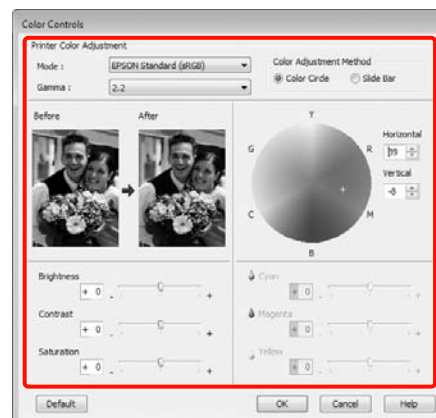 Color Controls
Printer Color Adjustment
Mode :
EPSON Standard (sRGB)
Gamma :
2.2
Color Adjustment Method
Color Circle
Slide Bar
Before
After
Y
G
R
C
M
B
Horizontal
39
Vertical
-8
Brightness
+ 0
- +
Contrast
+ 0
- +
Saturation
+ 0
- +
Cyan
+ 0
- +
Magenta
+ 0
- +
Yellow
+ 0
- +
Default
OK
Cancel
Help